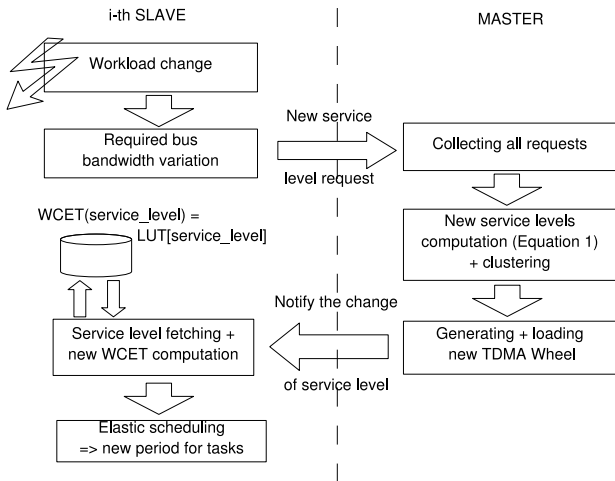 i-th SLAVE
MASTER
Workload change
Required bus
bandwidth variation
New service
level request
Collecting all requests
New service levels
computation (Equation 1)
+ clustering
Generating + loading
new TDMA Wheel
Notify the change
of service level
WCET(service_level) =
LUT[service_level]
Service level fetching +
new WCET computation
Elastic scheduling
=> new period for tasks